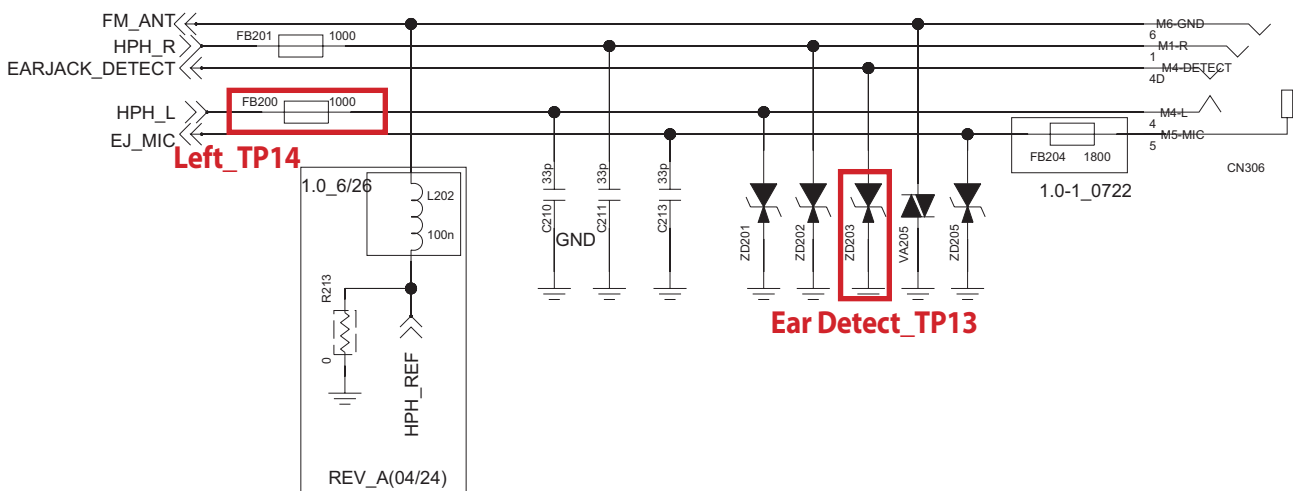 FM_ANT
M6-GND
6
FB201
1000
HPH_R
M1-R
1
EARJACK_DETECT
M4-DETECT
4D
FB200
1000
HPH_L
M4-L
4
EJ_MIC
M5-MIC
5
Left_TP14
FB204
1800
CN306
1.0_6/26
1.0-1_0722
L202
100n
33p
C210
33p
C211
33p
C213
GND
ZD201
ZD202
ZD203
VA205
ZD205
R213
0
HPH_REF
Ear Detect_TP13
REV_A(04/24)